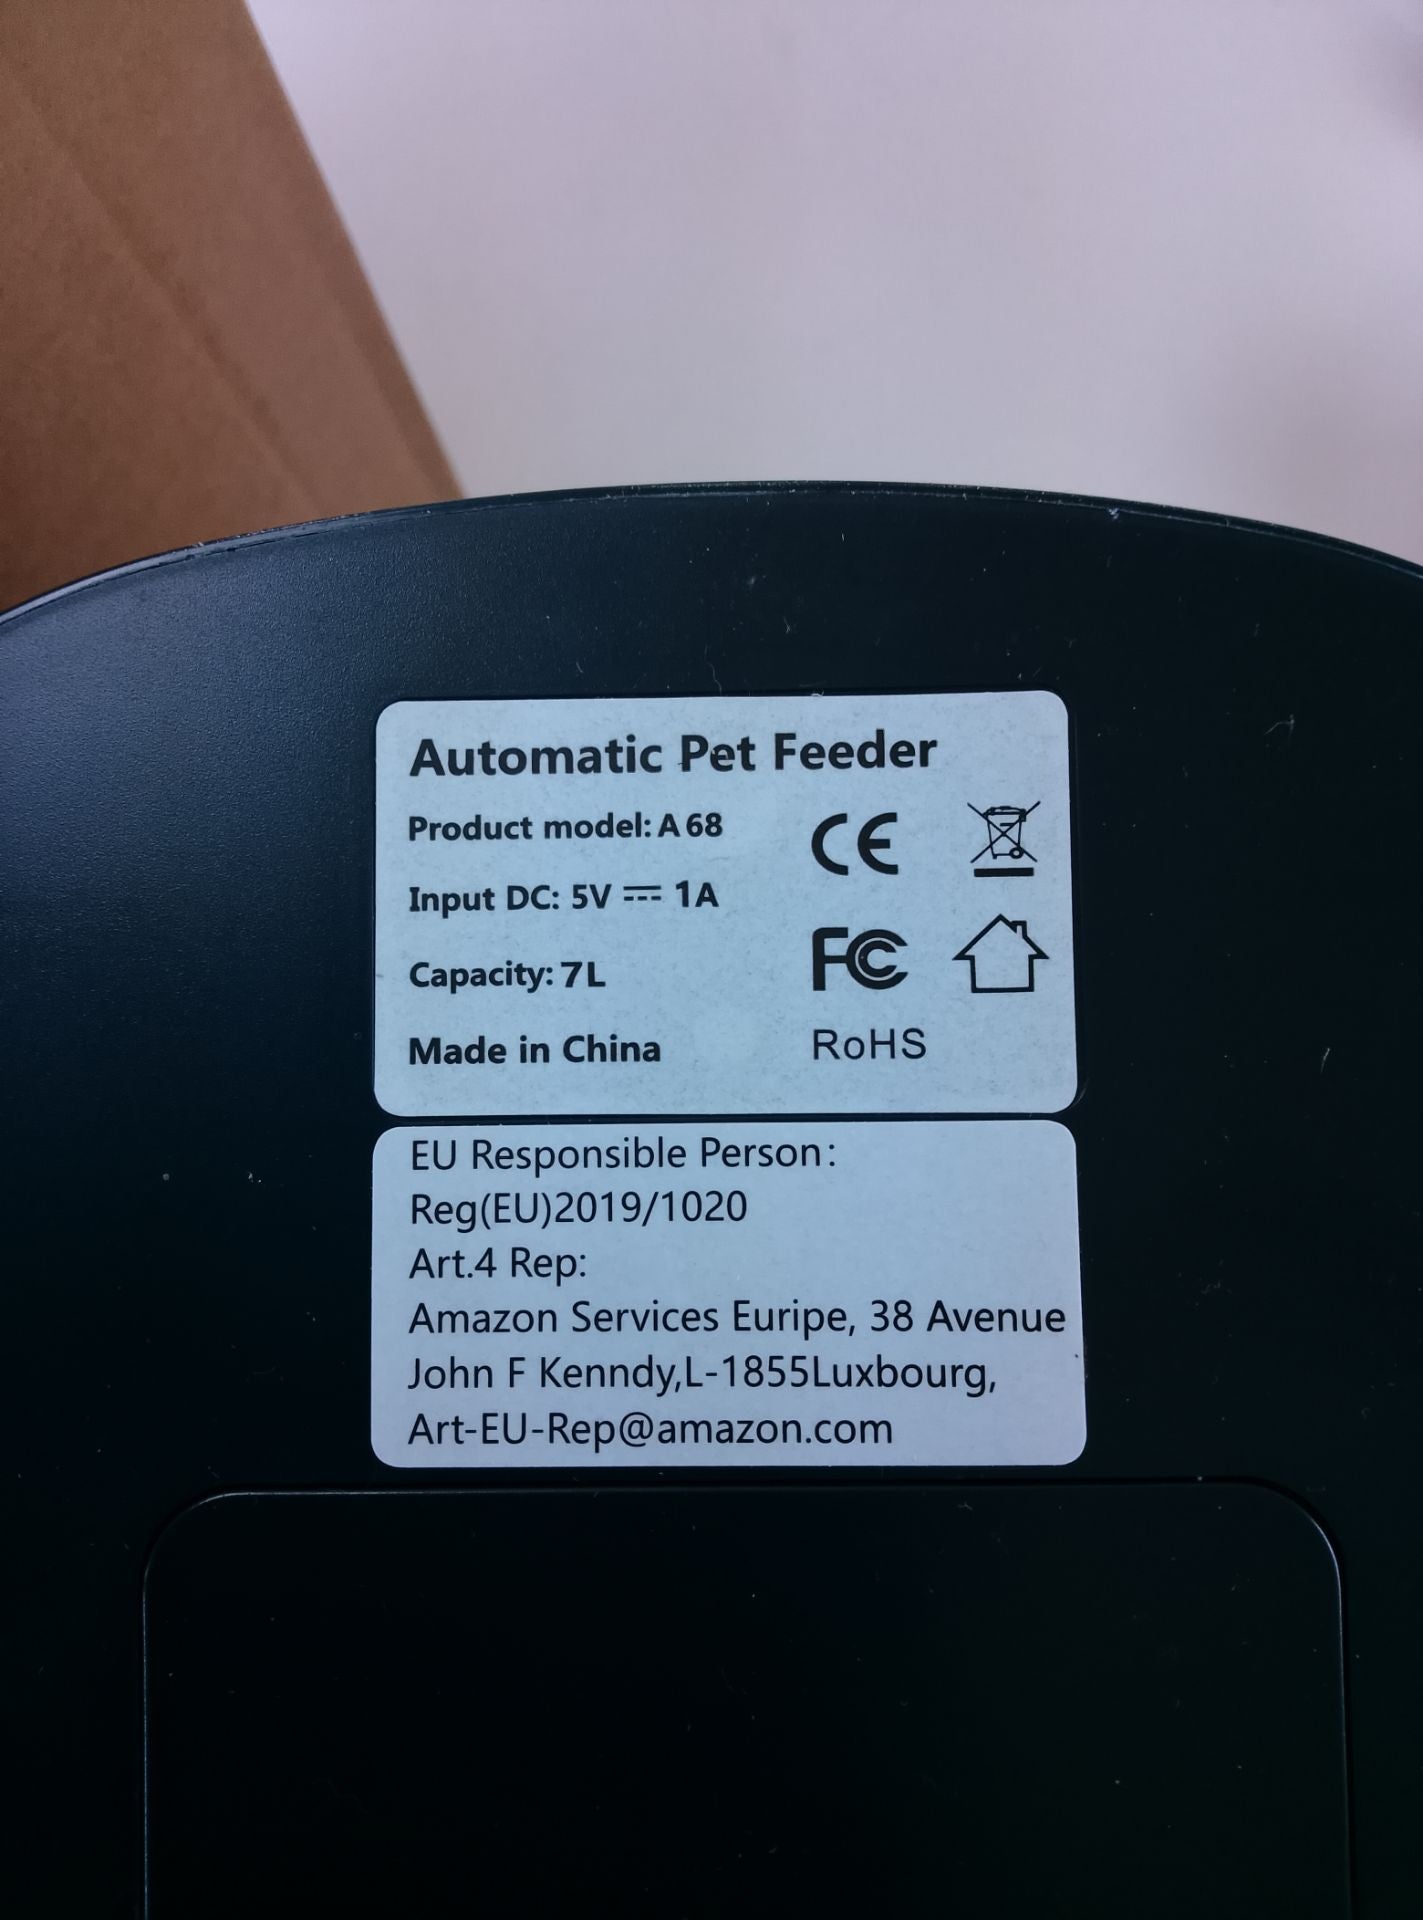 Automatic Pet Feeder
Product model: A68
Input DC: 5V ⎓ 1A
Capacity: 7L
Made in China
CE
FC
RoHS
EU Responsible Person:
Reg(EU)2019/1020
Art.4 Rep:
Amazon Services Euripe, 38 Avenue
John F Kenndy,L-1855Luxbourg,
Art-EU-Rep@amazon.com